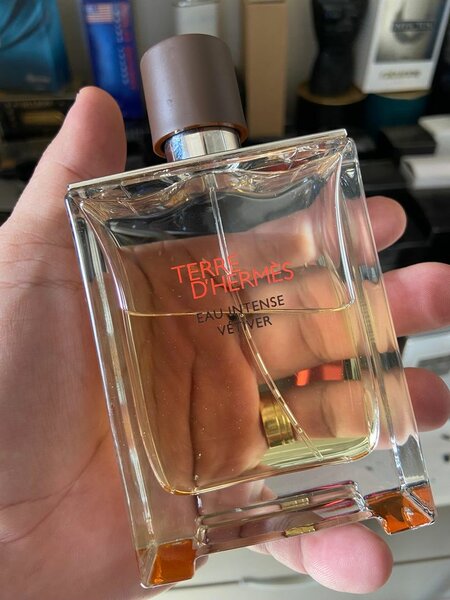 TERRE
D'HERMÈS
EAU INTENSE
VÉTIVER